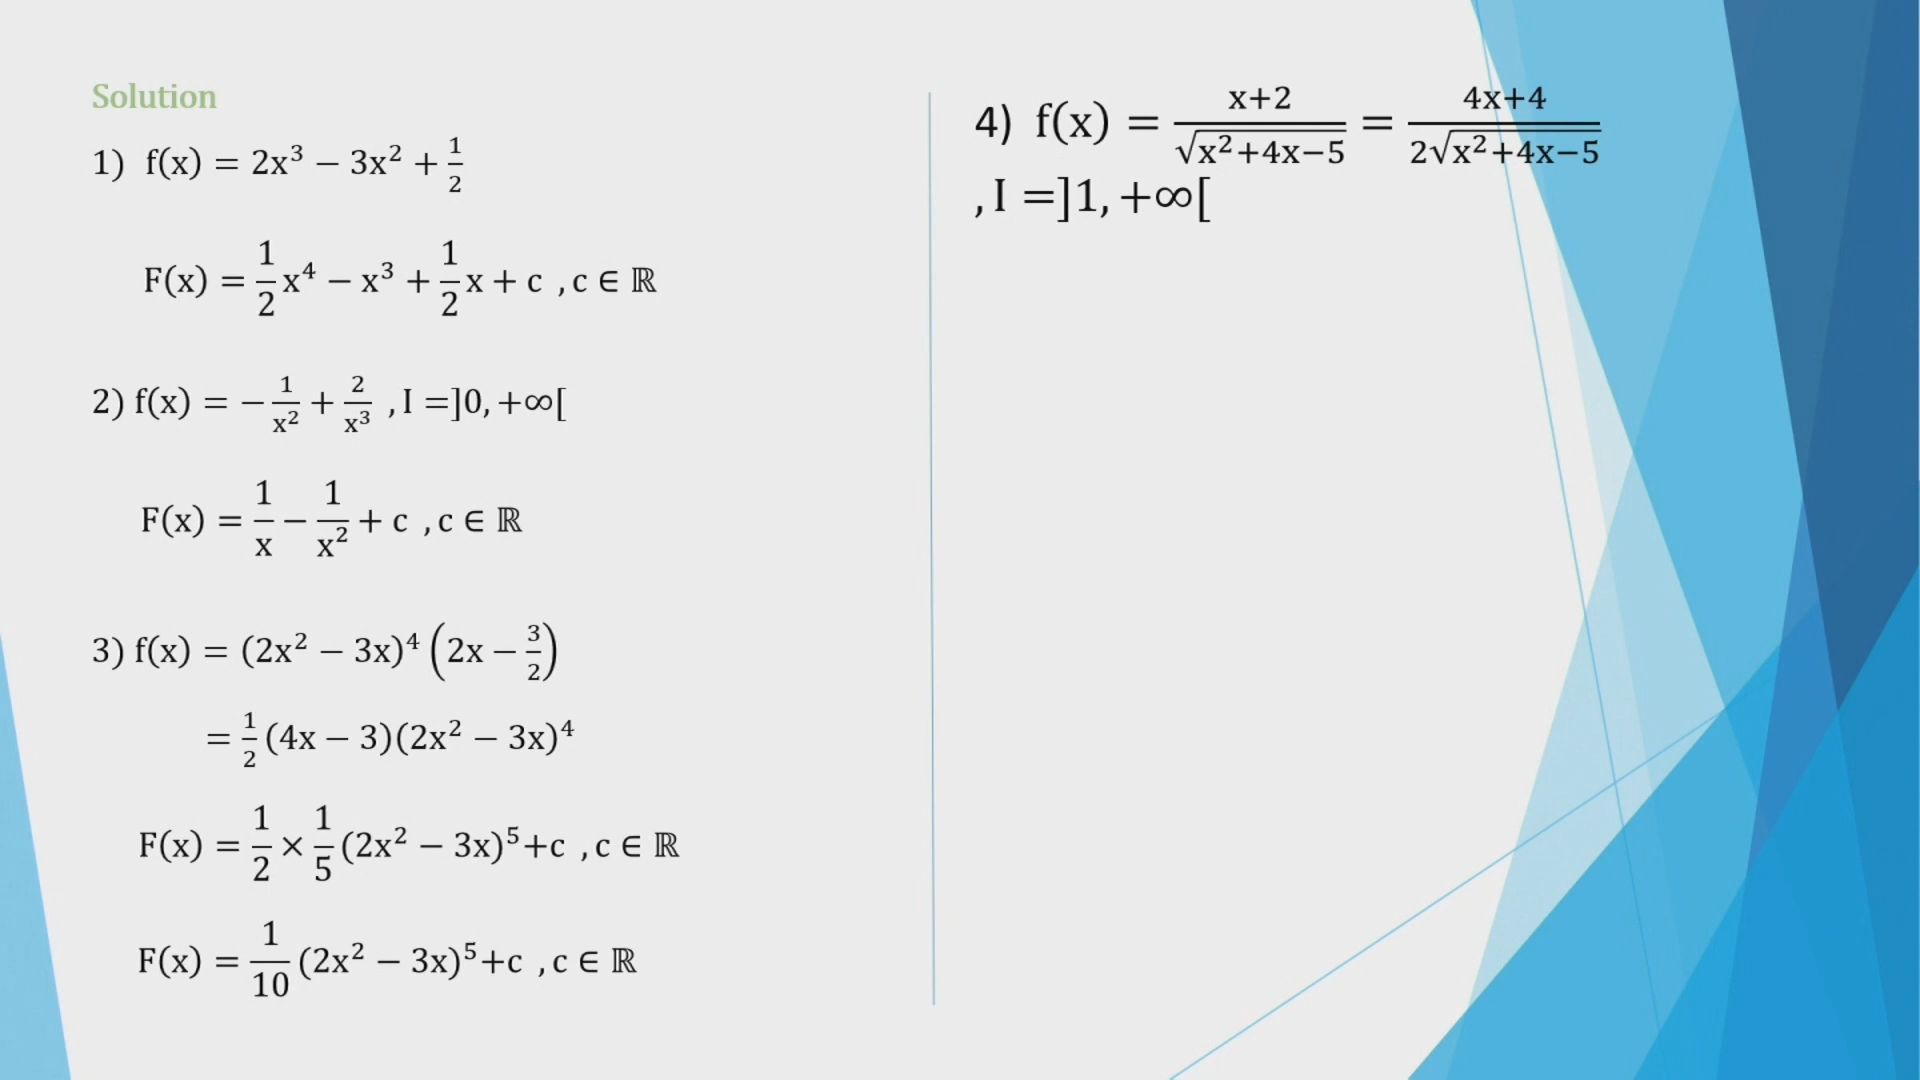 Solution
1) f(x) = 2x³ − 3x² + 1/2
F(x) = 1/2 x⁴ − x³ + 1/2 x + c , c ∈ ℝ
2) f(x) = − 1/x² + 2/x³ , I =]0, +∞[
F(x) = 1/x − 1/x² + c , c ∈ ℝ
3) f(x) = (2x² − 3x)⁴ (2x − 3/2)
= 1/2 (4x − 3)(2x² − 3x)⁴
F(x) = 1/2 × 1/5 (2x² − 3x)⁵+c , c ∈ ℝ
F(x) = 1/10 (2x² − 3x)⁵+c , c ∈ ℝ
4) f(x) = x+2/√(x²+4x−5) = 4x+4/2√(x²+4x−5)
, I =]1, +∞[